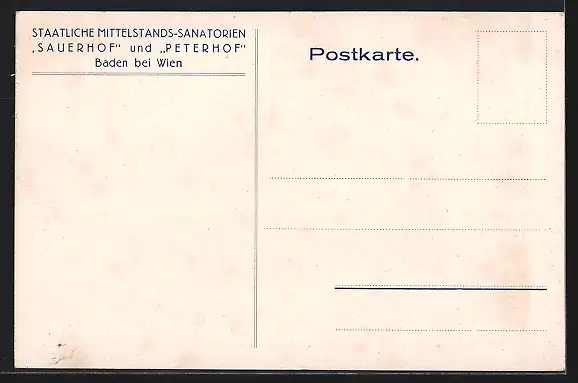 STAATLICHE MITTELSTANDS-SANATORIEN
„SAUERHOF“ und „PETERHOF“
Baden bei Wien
Postkarte.